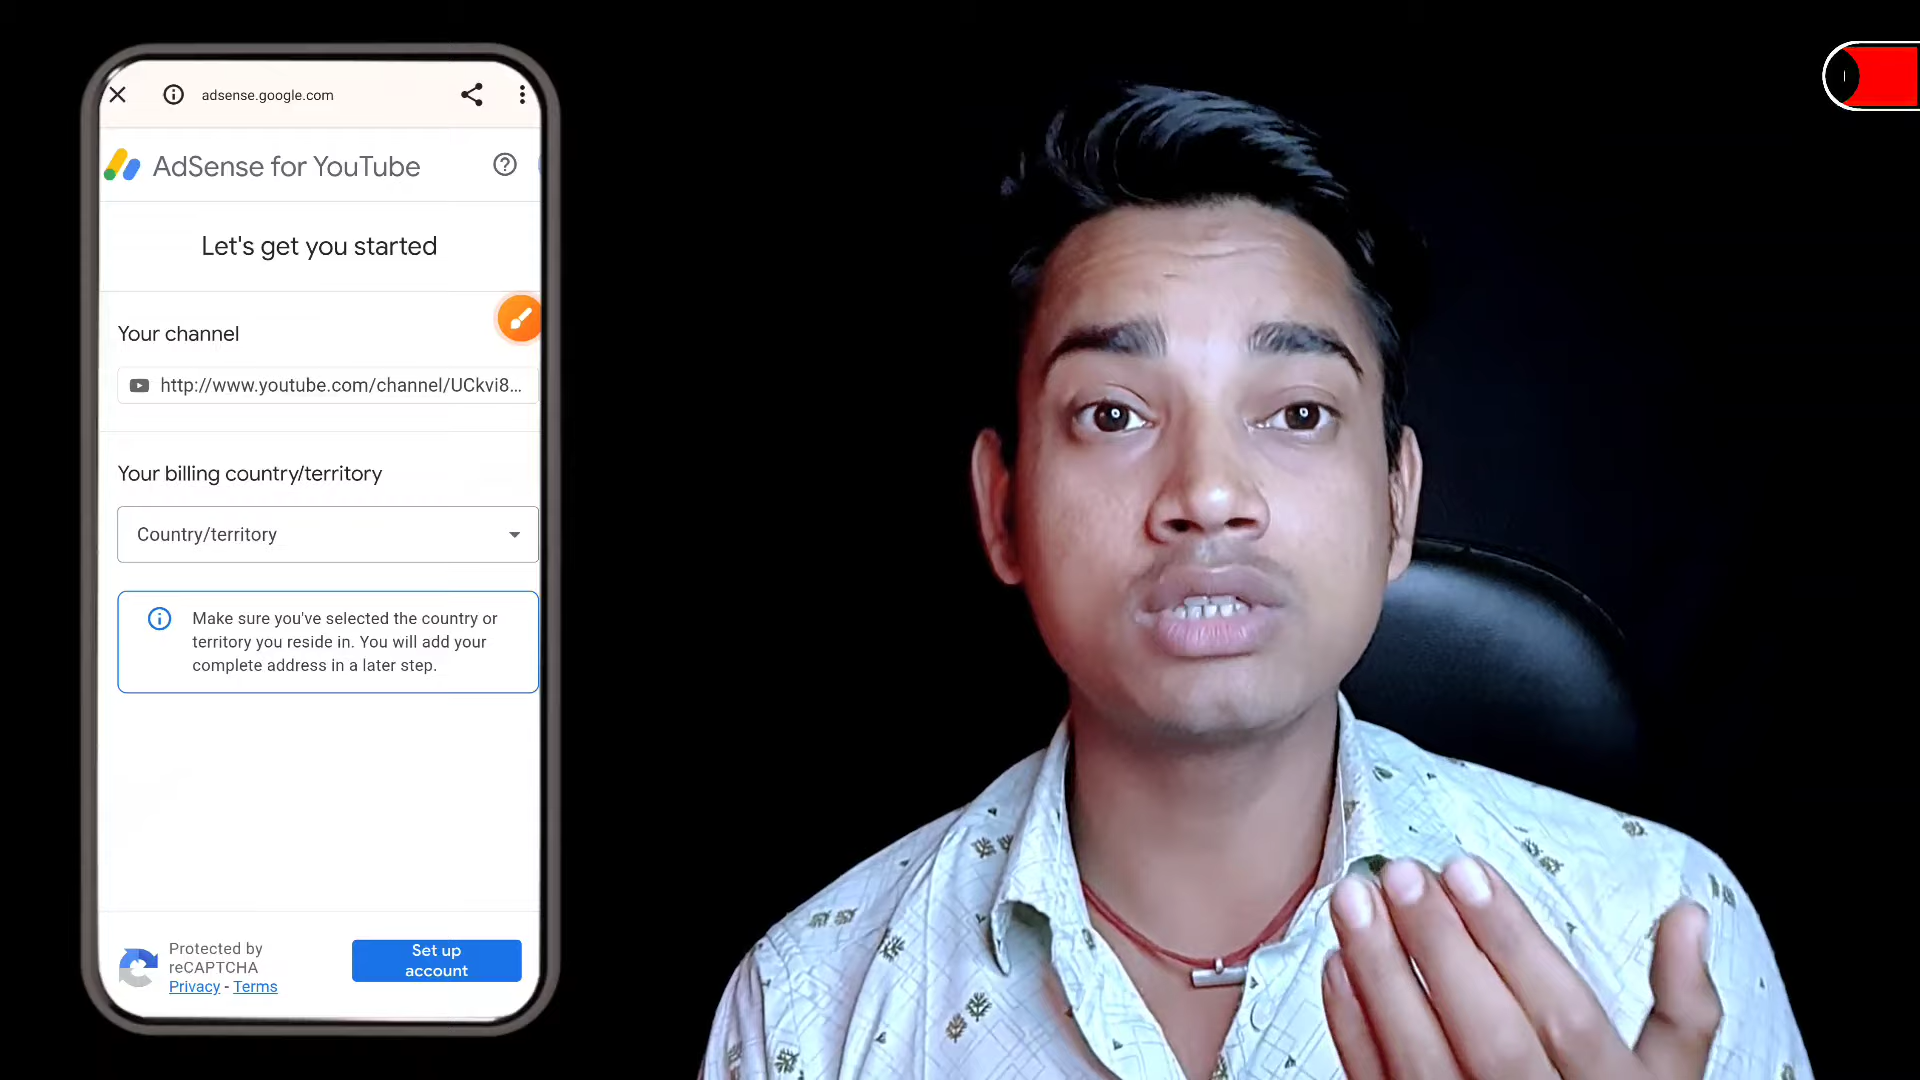 adsense.google.com
AdSense for YouTube
Let's get you started
Your channel
http://www.youtube.com/channel/UCkvi8...
Your billing country/territory
Country/territory
Make sure you've selected the country or
territory you reside in. You will add your
complete address in a later step.
Protected by
reCAPTCHA
Privacy - Terms
Set up
account